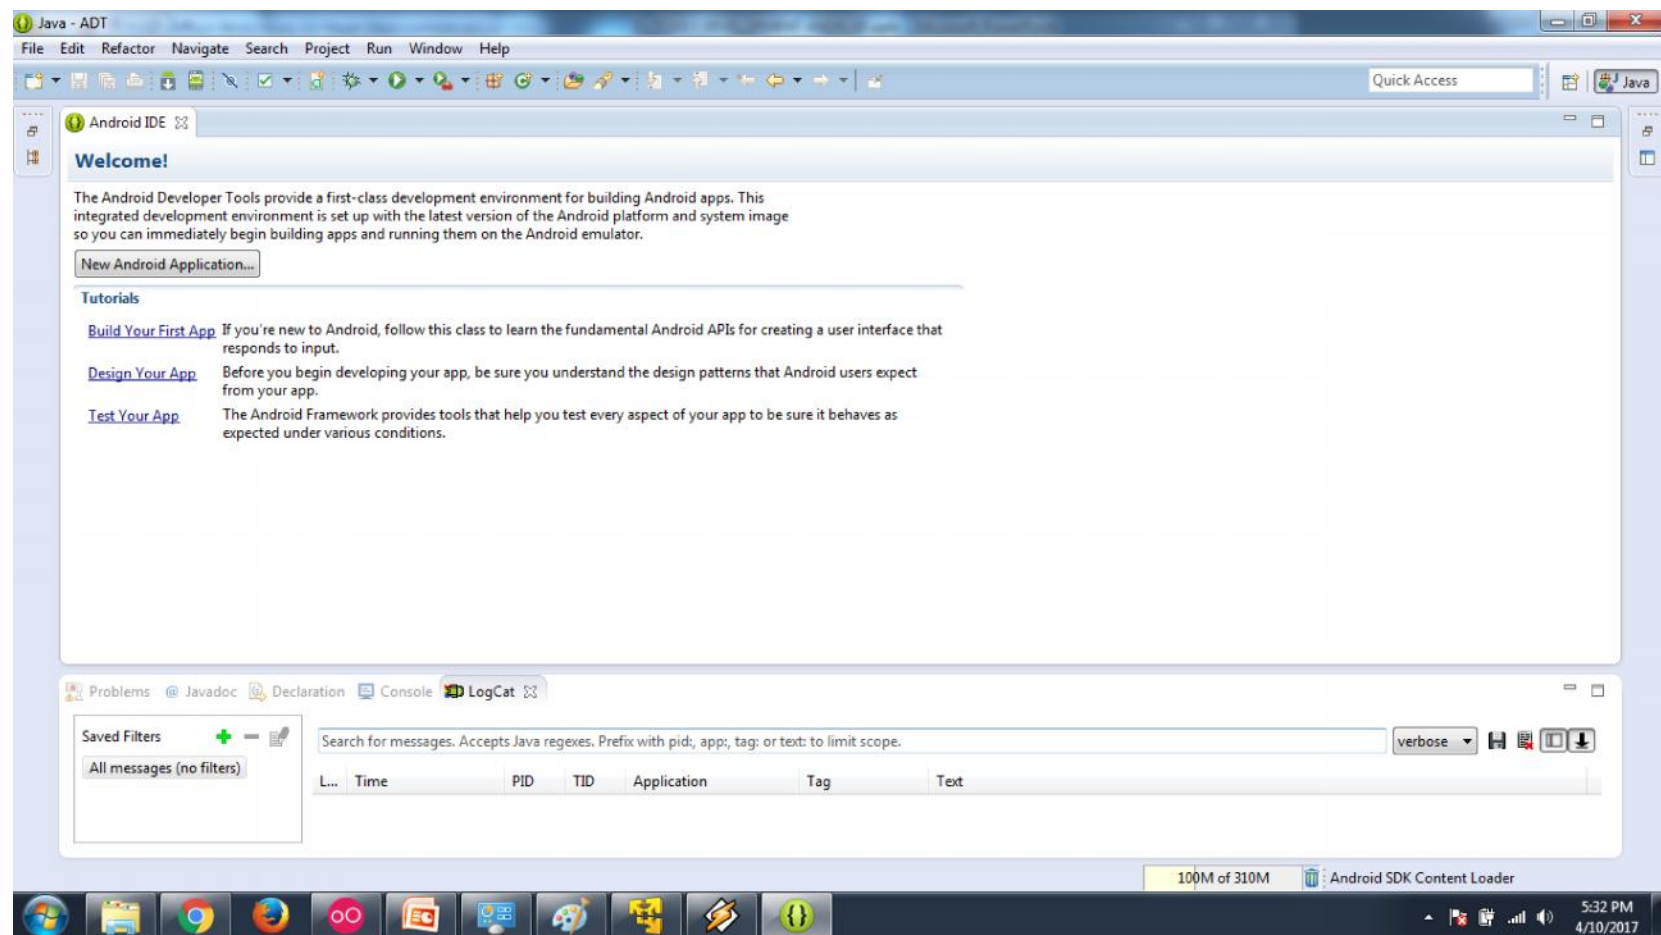 Java - ADT
File Edit Refactor Navigate Search Project Run Window Help
Quick Access
Java
Android IDE
Welcome!
The Android Developer Tools provide a first-class development environment for building Android apps. This
integrated development environment is set up with the latest version of the Android platform and system image
so you can immediately begin building apps and running them on the Android emulator.
New Android Application...
Tutorials
Build Your First App If you're new to Android, follow this class to learn the fundamental Android APIs for creating a user interface that
responds to input.
Design Your App Before you begin developing your app, be sure you understand the design patterns that Android users expect
from your app.
Test Your App The Android Framework provides tools that help you test every aspect of your app to be sure it behaves as
expected under various conditions.
Problems @ Javadoc Declaration Console LogCat
Saved Filters
All messages (no filters)
Search for messages. Accepts Java regexes. Prefix with pid:, app:, tag: or text: to limit scope.
verbose
L... Time PID TID Application Tag Text
100M of 310M Android SDK Content Loader
5:32 PM
4/10/2017